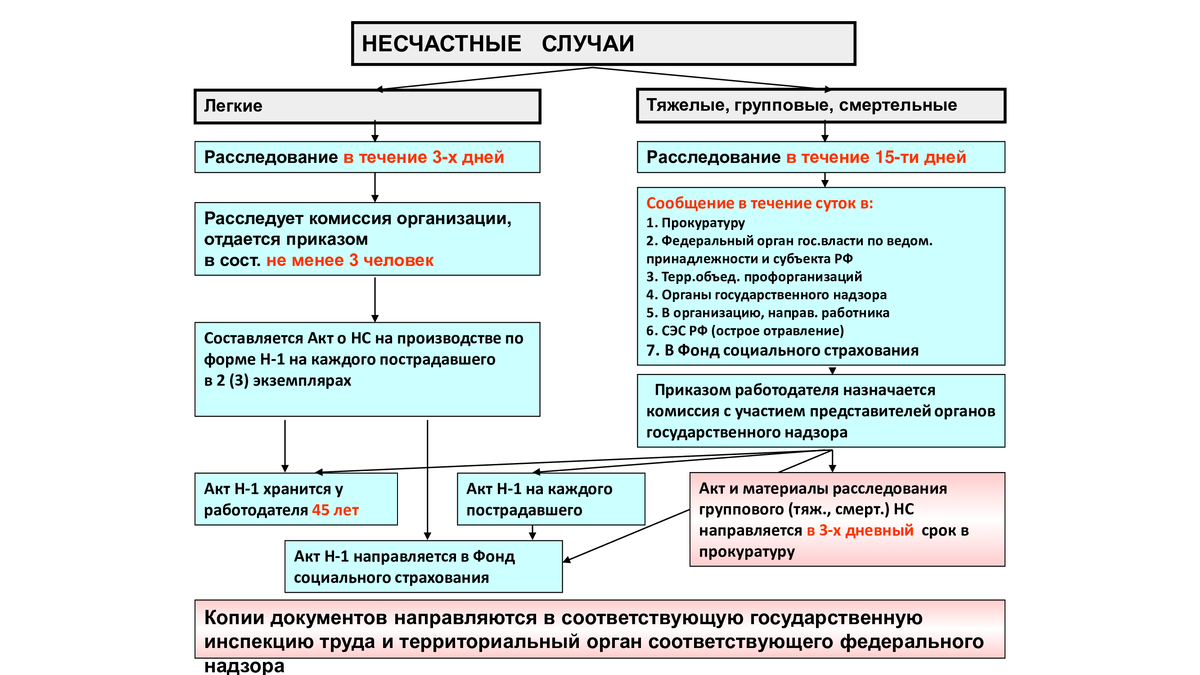 НЕСЧАСТНЫЕ СЛУЧАИ
Легкие
Расследование в течение 3-х дней
Расследует комиссия организации,
отдается приказом
в сост. не менее 3 человек
Составляется Акт о НС на производстве по
форме Н-1 на каждого пострадавшего
в 2 (3) экземплярах
Тяжелые, групповые, смертельные
Расследование в течение 15-ти дней
Сообщение в течение суток в:
1. Прокуратуру
2. Федеральный орган гос.власти по ведом.
принадлежности и субъекта РФ
3. Терр.объед. профорганизаций
4. Органы государственного надзора
5. В организацию, направ. работника
6. СЭС РФ (острое отравление)
7. В Фонд социального страхования
Приказом работодателя назначается
комиссия с участием представителей органов
государственного надзора
Акт Н-1 хранится у
работодателя 45 лет
Акт Н-1 на каждого
пострадавшего
Акт и материалы расследования
группового (тяж., смерт.) НС
направляется в 3-х дневный срок в
прокуратуру
Акт Н-1 направляется в Фонд
социального страхования
Копии документов направляются в соответствующую государственную
инспекцию труда и территориальный орган соответствующего федерального
надзора